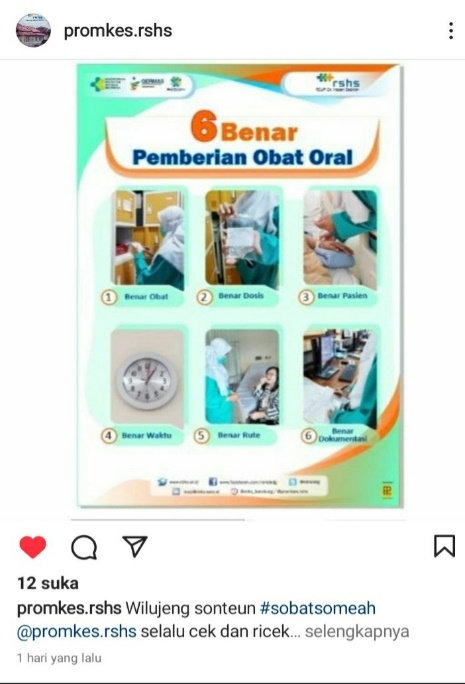 promkes.rshs
GERMAS
rshs
6 Benar
Pemberian Obat Oral
1 Benar Obat
2 Benar Dosis
3 Benar Pasien
4 Benar Waktu
5 Benar Rute
6 Benar Dokumentasi
12 suka
promkes.rshs Wilujeng sonteun #sobatsomeah
@promkes.rshs selalu cek dan ricek... selengkapnya
1 hari yang lalu